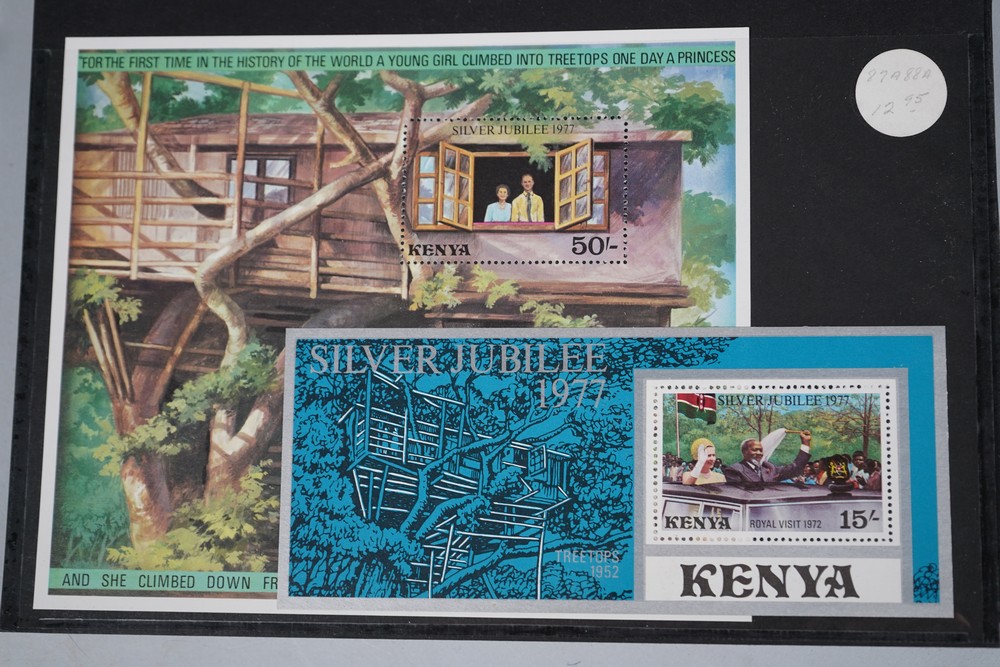 "FOR THE FIRST TIME IN THE HISTORY OF THE WORLD A YOUNG GIRL CLIMBED INTO TREETOPS ONE DAY A PRINCESS
87A88A
12 95
SILVER JUBILEE 1977
KENYA 50/-
SILVER JUBILEE
1977
SILVER JUBILEE 1977
KENYA ROYAL VISIT 1972 15/-
TREETOPS
1952
KENYA
AND SHE CLIMBED DOWN